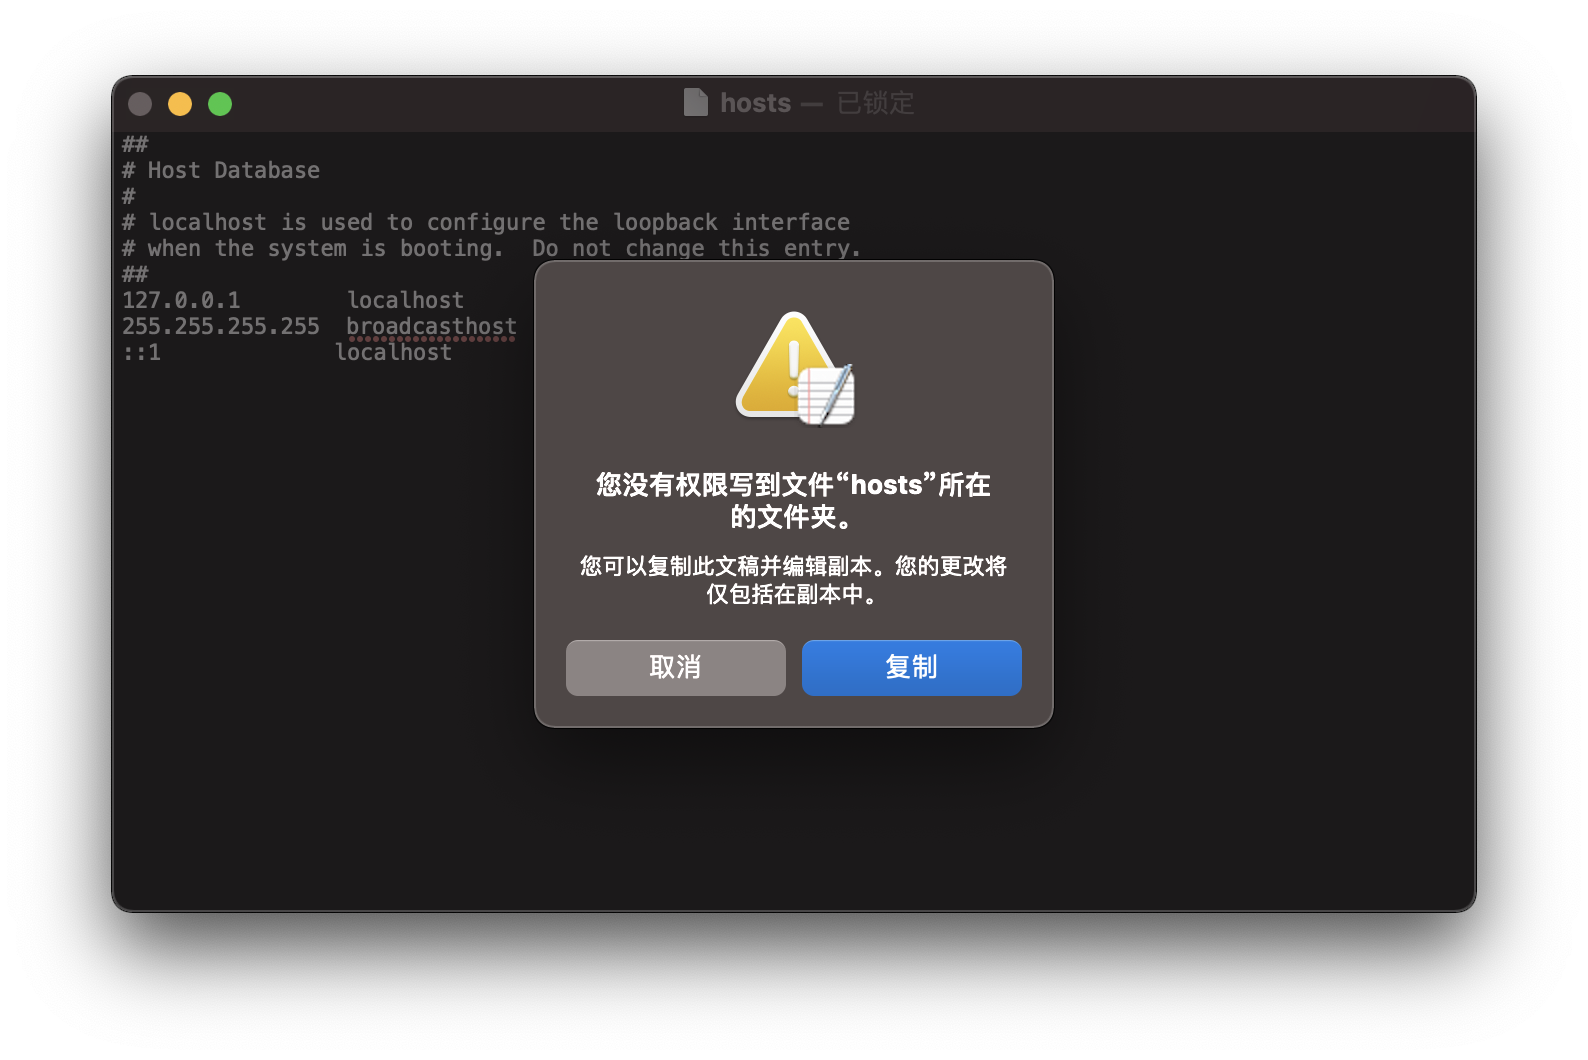 hosts — 已锁定
##
# Host Database
#
# localhost is used to configure the loopback interface
# when the system is booting.  Do not change this entry.
##
127.0.0.1        localhost
255.255.255.255  broadcasthost
::1             localhost
您没有权限写到文件“hosts”所在
的文件夹。
您可以复制此文稿并编辑副本。您的更改将
仅包括在副本中。
取消
复制